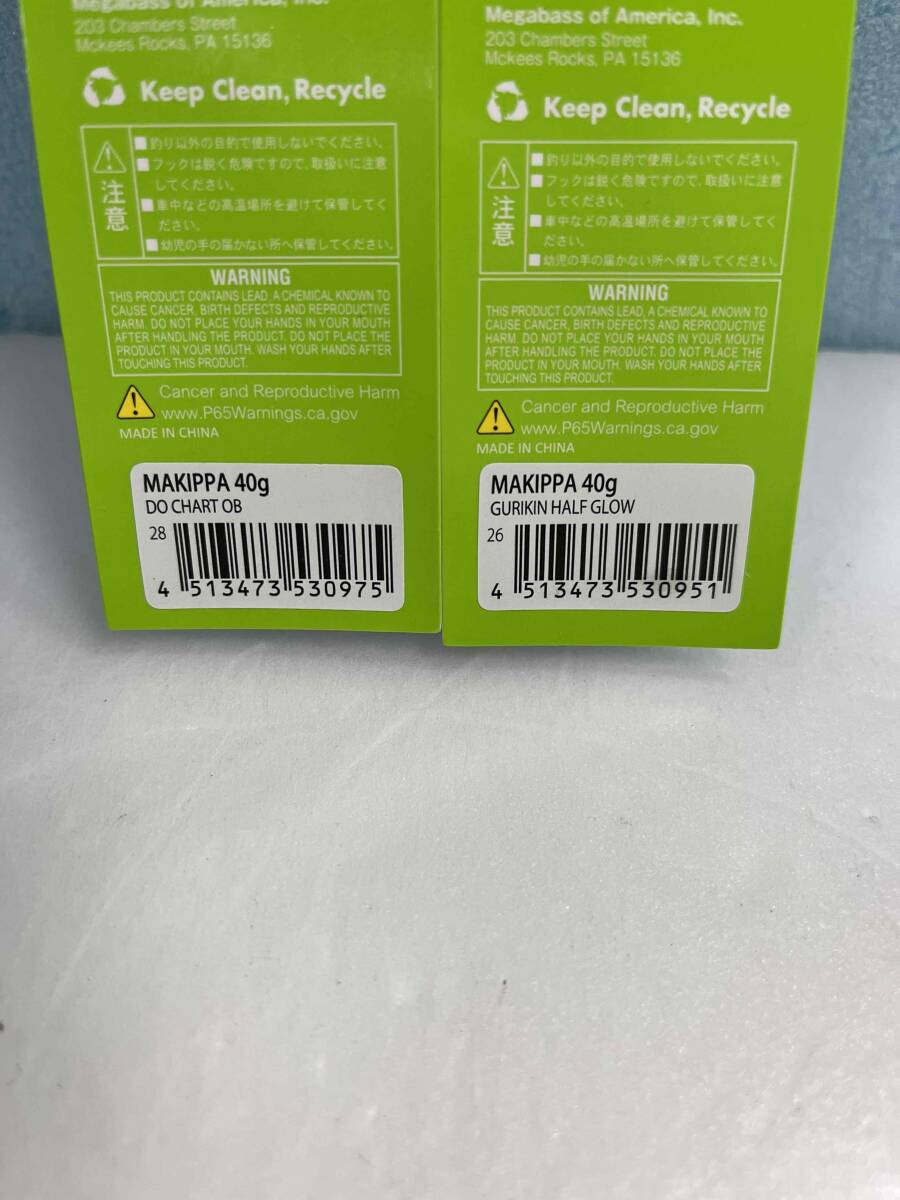 Megabass of America, Inc.
203 Chambers Street
Mckees Rocks, PA 15136
Keep Clean, Recycle
注意
■釣り以外の目的で使用しないでください。
■フックは鋭く危険ですので、取扱いに注意
してください。
■車中などの高温場所を避けて保管してく
ださい。
■幼児の手の届かない所へ保管してください。
WARNING
THIS PRODUCT CONTAINS LEAD, A CHEMICAL KNOWN TO
CAUSE CANCER, BIRTH DEFECTS AND REPRODUCTIVE
HARM. DO NOT PLACE YOUR HANDS IN YOUR MOUTH
AFTER HANDLING THE PRODUCT. DO NOT PLACE THE
PRODUCT IN YOUR MOUTH. WASH YOUR HANDS AFTER
TOUCHING THIS PRODUCT.
Cancer and Reproductive Harm
www.P65Warnings.ca.gov
MADE IN CHINA
MAKIPPA 40g
DO CHART OB
28
4 513473 530975
Megabass of America, Inc.
203 Chambers Street
Mckees Rocks, PA 15136
Keep Clean, Recycle
注意
■釣り以外の目的で使用しないでください。
■フックは鋭く危険ですので、取扱いに注意
してください。
■車中などの高温場所を避けて保管してく
ださい。
■幼児の手の届かない所へ保管してください。
WARNING
THIS PRODUCT CONTAINS LEAD, A CHEMICAL KNOWN TO
CAUSE CANCER, BIRTH DEFECTS AND REPRODUCTIVE
HARM. DO NOT PLACE YOUR HANDS IN YOUR MOUTH
AFTER HANDLING THE PRODUCT. DO NOT PLACE THE
PRODUCT IN YOUR MOUTH. WASH YOUR HANDS AFTER
TOUCHING THIS PRODUCT.
Cancer and Reproductive Harm
www.P65Warnings.ca.gov
MADE IN CHINA
MAKIPPA 40g
GURIKIN HALF GLOW
26
4 513473 530951